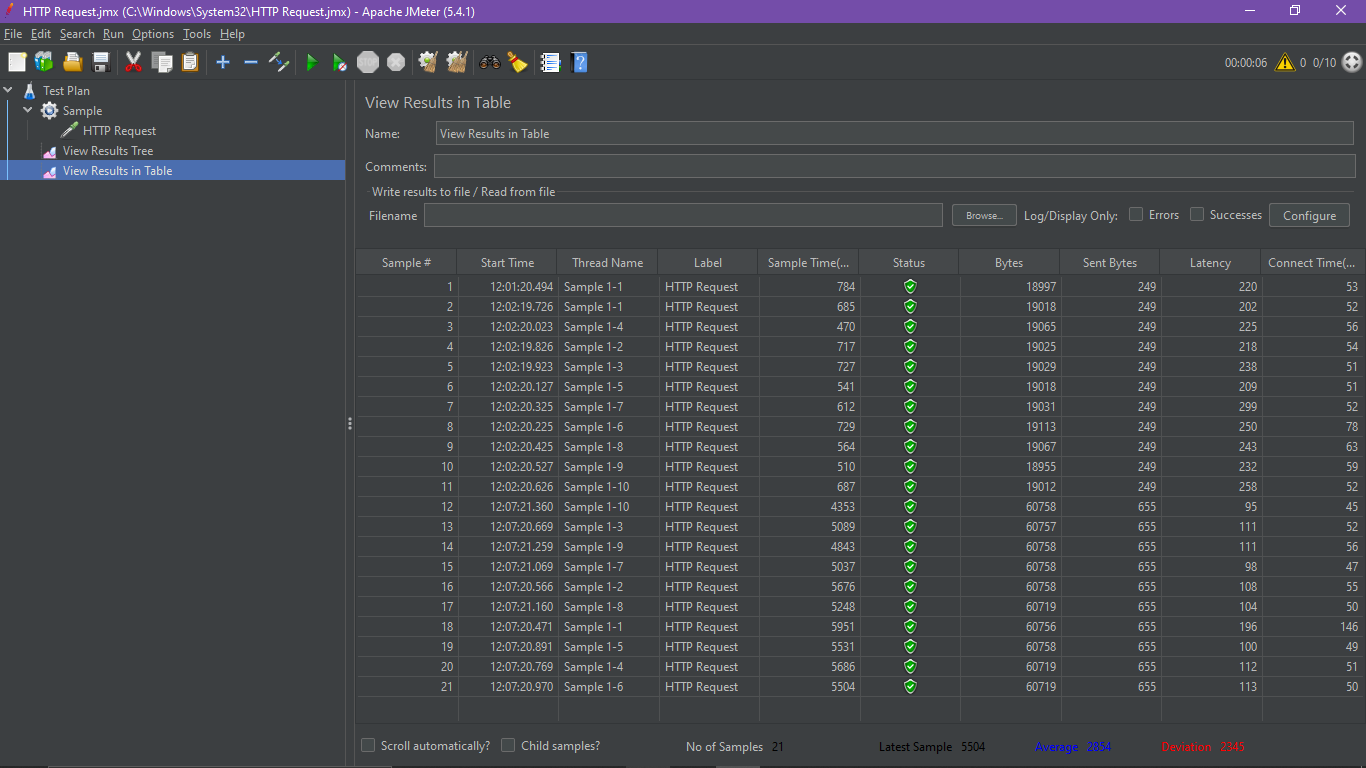 HTTP Request.jmx (C:\Windows\System32\HTTP Request.jmx) - Apache JMeter (5.4.1)
File Edit Search Run Options Tools Help
STOP 00:00:06 0 0/10
Test Plan
Sample
HTTP Request
View Results Tree
View Results in Table
View Results in Table
Name: View Results in Table
Comments:
Write results to file / Read from file
Filename Browse... Log/Display Only: Errors Successes Configure
Sample # Start Time Thread Name Label Sample Time(... Status Bytes Sent Bytes Latency Connect Time(...
1 12:01:20.494 Sample 1-1 HTTP Request 784 18997 249 220 53
2 12:02:19.726 Sample 1-1 HTTP Request 685 19018 249 202 52
3 12:02:20.023 Sample 1-4 HTTP Request 470 19065 249 225 56
4 12:02:19.826 Sample 1-2 HTTP Request 717 19025 249 218 54
5 12:02:19.923 Sample 1-3 HTTP Request 727 19029 249 238 51
6 12:02:20.127 Sample 1-5 HTTP Request 541 19018 249 209 51
7 12:02:20.325 Sample 1-7 HTTP Request 612 19031 249 299 52
8 12:02:20.225 Sample 1-6 HTTP Request 729 19113 249 250 78
9 12:02:20.425 Sample 1-8 HTTP Request 564 19067 249 243 63
10 12:02:20.527 Sample 1-9 HTTP Request 510 18955 249 232 59
11 12:02:20.626 Sample 1-10 HTTP Request 687 19012 249 258 52
12 12:07:21.360 Sample 1-10 HTTP Request 4353 60758 655 95 45
13 12:07:20.669 Sample 1-3 HTTP Request 5089 60757 655 111 52
14 12:07:21.259 Sample 1-9 HTTP Request 4843 60758 655 111 56
15 12:07:21.069 Sample 1-7 HTTP Request 5037 60758 655 98 47
16 12:07:20.566 Sample 1-2 HTTP Request 5676 60758 655 108 55
17 12:07:21.160 Sample 1-8 HTTP Request 5248 60719 655 104 50
18 12:07:20.471 Sample 1-1 HTTP Request 5951 60756 655 196 146
19 12:07:20.891 Sample 1-5 HTTP Request 5531 60758 655 100 49
20 12:07:20.769 Sample 1-4 HTTP Request 5686 60719 655 112 51
21 12:07:20.970 Sample 1-6 HTTP Request 5504 60719 655 113 50
Scroll automatically? Child samples? No of Samples 21 Latest Sample 5504 Average 2854 Deviation 2345